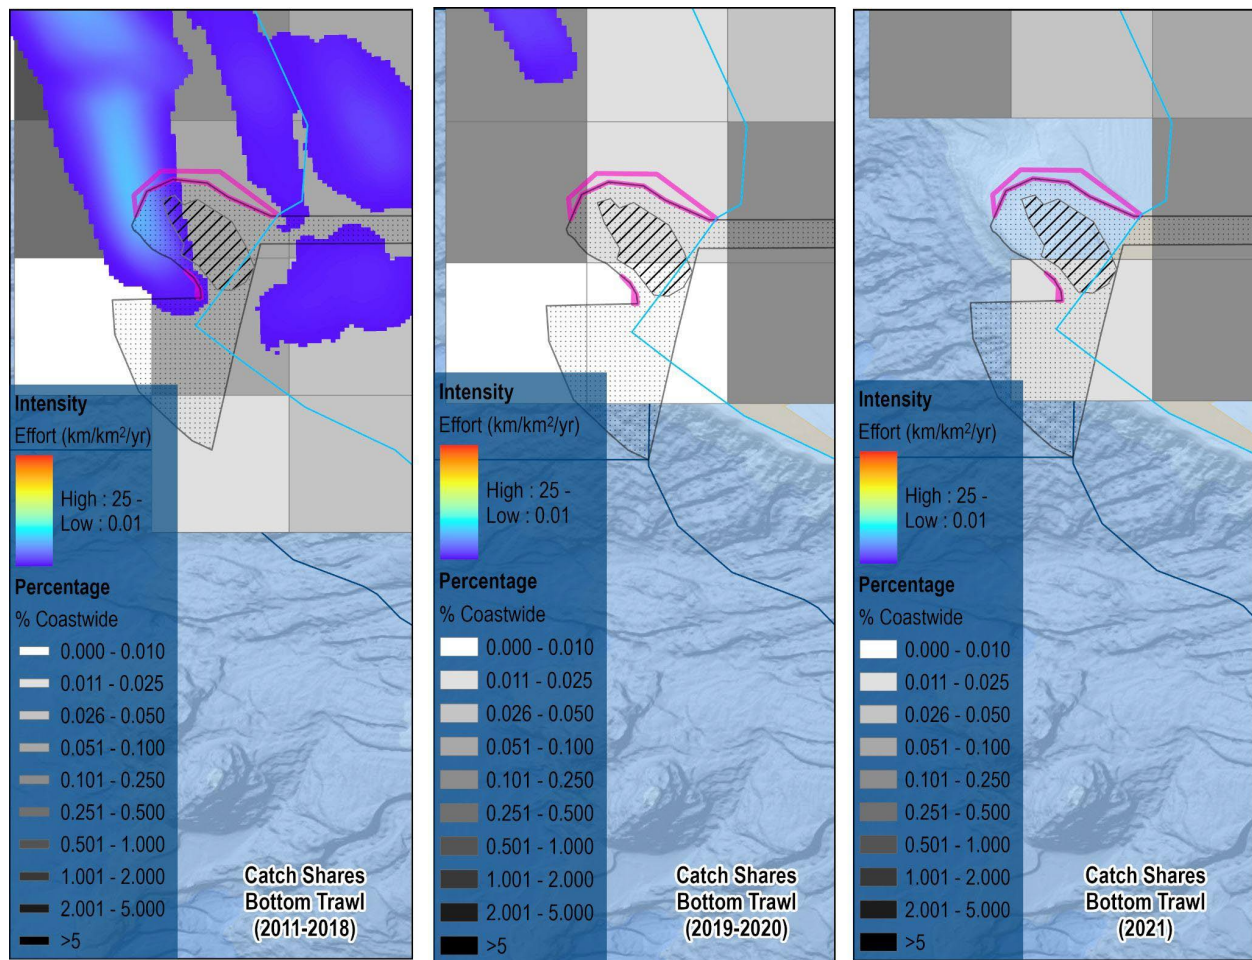 Intensity
Effort (km/km²/yr)
High : 25 -
Low : 0.01
Percentage
% Coastwide
0.000 - 0.010
0.011 - 0.025
0.026 - 0.050
0.051 - 0.100
0.101 - 0.250
0.251 - 0.500
0.501 - 1.000
1.001 - 2.000
2.001 - 5.000
>5
Catch Shares
Bottom Trawl
(2011-2018)
Intensity
Effort (km/km²/yr)
High : 25 -
Low : 0.01
Percentage
% Coastwide
0.000 - 0.010
0.011 - 0.025
0.026 - 0.050
0.051 - 0.100
0.101 - 0.250
0.251 - 0.500
0.501 - 1.000
1.001 - 2.000
2.001 - 5.000
>5
Catch Shares
Bottom Trawl
(2019-2020)
Intensity
Effort (km/km²/yr)
High : 25 -
Low : 0.01
Percentage
% Coastwide
0.000 - 0.010
0.011 - 0.025
0.026 - 0.050
0.051 - 0.100
0.101 - 0.250
0.251 - 0.500
0.501 - 1.000
1.001 - 2.000
2.001 - 5.000
>5
Catch Shares
Bottom Trawl
(2021)